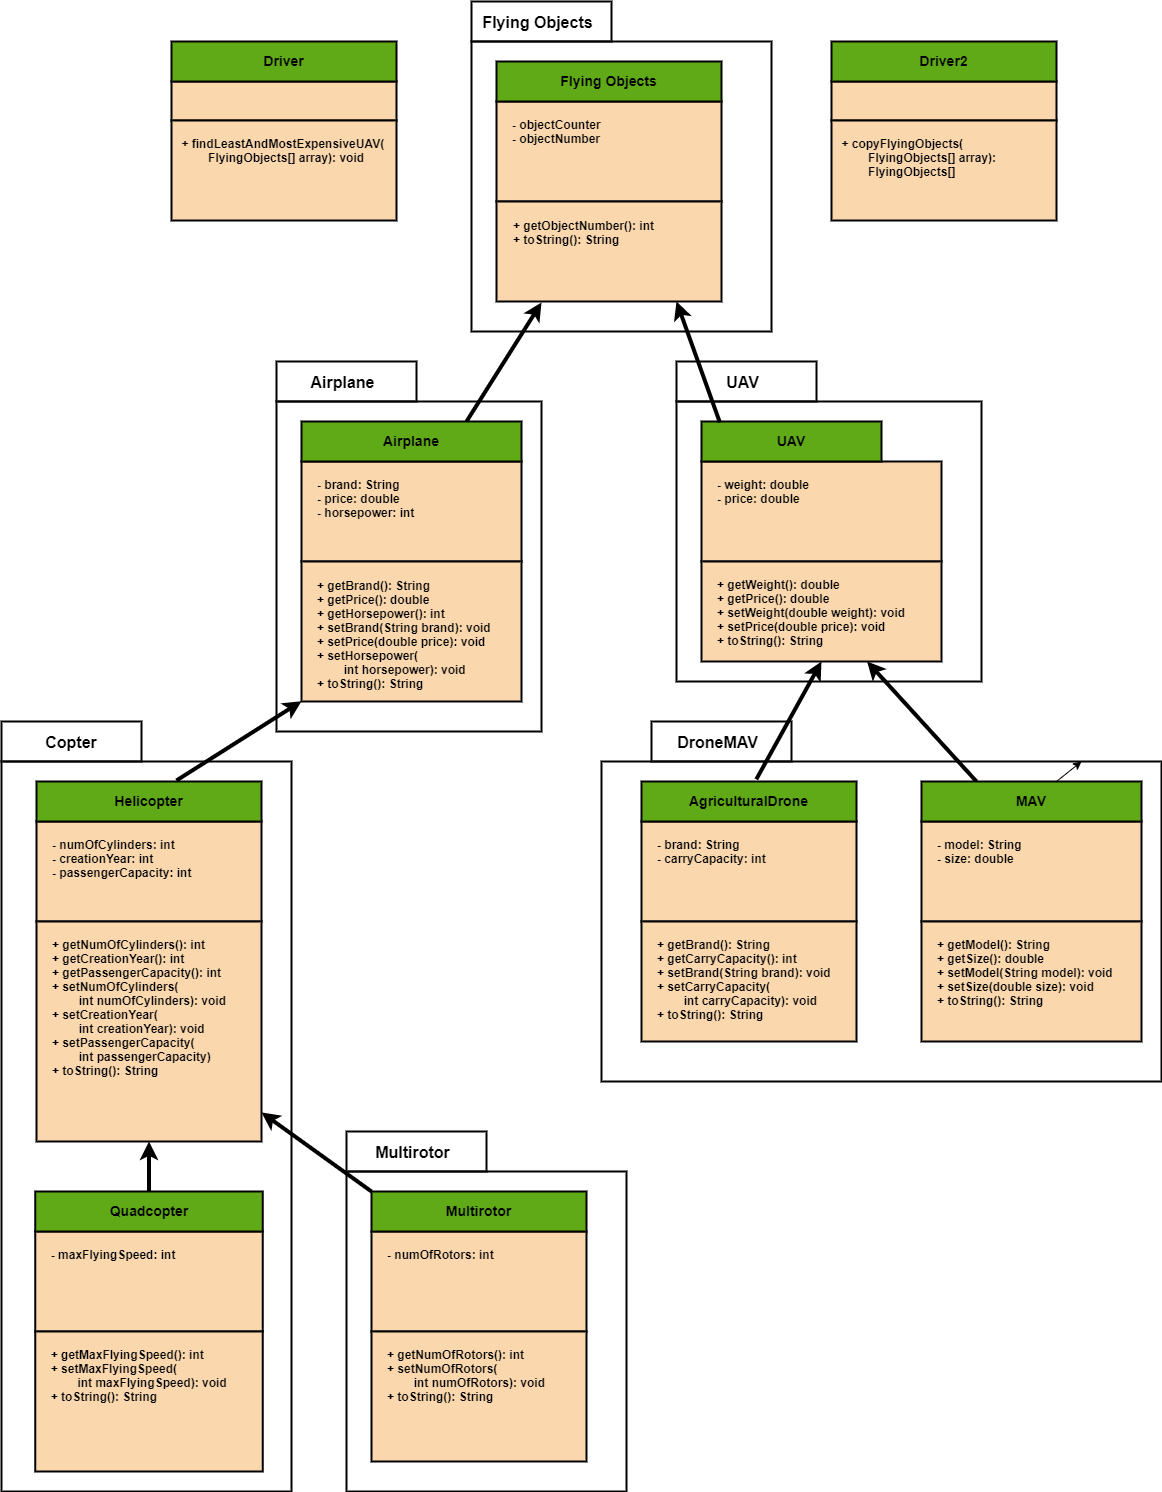 Flying Objects
Driver
+ findLeastAndMostExpensiveUAV(
FlyingObjects[] array): void
Flying Objects
- objectCounter
- objectNumber
+ getObjectNumber(): int
+ toString(): String
Driver2
+ copyFlyingObjects(
FlyingObjects[] array):
FlyingObjects[]
Airplane
Airplane
- brand: String
- price: double
- horsepower: int
+ getBrand(): String
+ getPrice(): double
+ getHorsepower(): int
+ setBrand(String brand): void
+ setPrice(double price): void
+ setHorsepower(
int horsepower): void
+ toString(): String
UAV
UAV
- weight: double
- price: double
+ getWeight(): double
+ getPrice(): double
+ setWeight(double weight): void
+ setPrice(double price): void
+ toString(): String
Copter
Helicopter
- numOfCylinders: int
- creationYear: int
- passengerCapacity: int
+ getNumOfCylinders(): int
+ getCreationYear(): int
+ getPassengerCapacity(): int
+ setNumOfCylinders(
int numOfCylinders): void
+ setCreationYear(
int creationYear): void
+ setPassengerCapacity(
int passengerCapacity)
+ toString(): String
DroneMAV
AgriculturalDrone
- brand: String
- carryCapacity: int
+ getBrand(): String
+ getCarryCapacity(): int
+ setBrand(String brand): void
+ setCarryCapacity(
int carryCapacity): void
+ toString(): String
MAV
- model: String
- size: double
+ getModel(): String
+ getSize(): double
+ setModel(String model): void
+ setSize(double size): void
+ toString(): String
Quadcopter
- maxFlyingSpeed: int
+ getMaxFlyingSpeed(): int
+ setMaxFlyingSpeed(
int maxFlyingSpeed): void
+ toString(): String
Multirotor
Multirotor
- numOfRotors: int
+ getNumOfRotors(): int
+ setNumOfRotors(
int numOfRotors): void
+ toString(): String